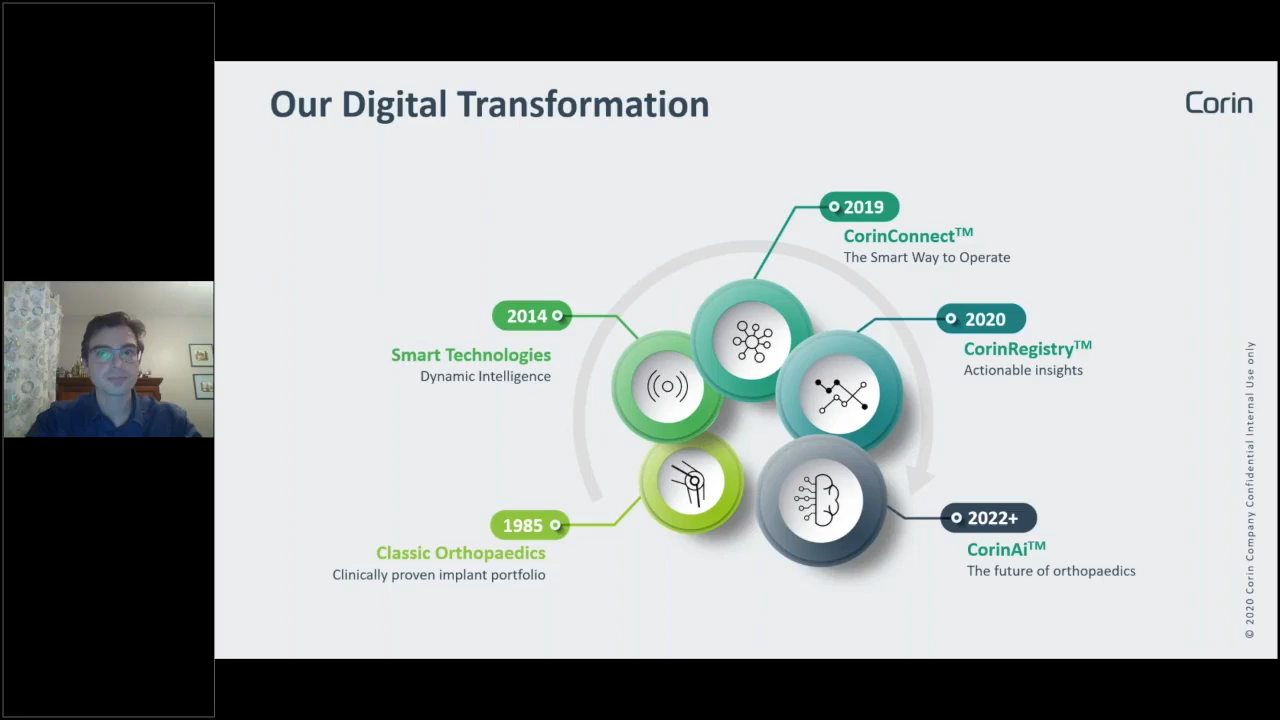 Our Digital Transformation
Corin
2019
CorinConnect™
The Smart Way to Operate
2014
Smart Technologies
Dynamic Intelligence
2020
CorinRegistry™
Actionable insights
1985
Classic Orthopaedics
Clinically proven implant portfolio
2022+
CorinAi™
The future of orthopaedics
© 2020 Corin Company Confidential Internal Use only